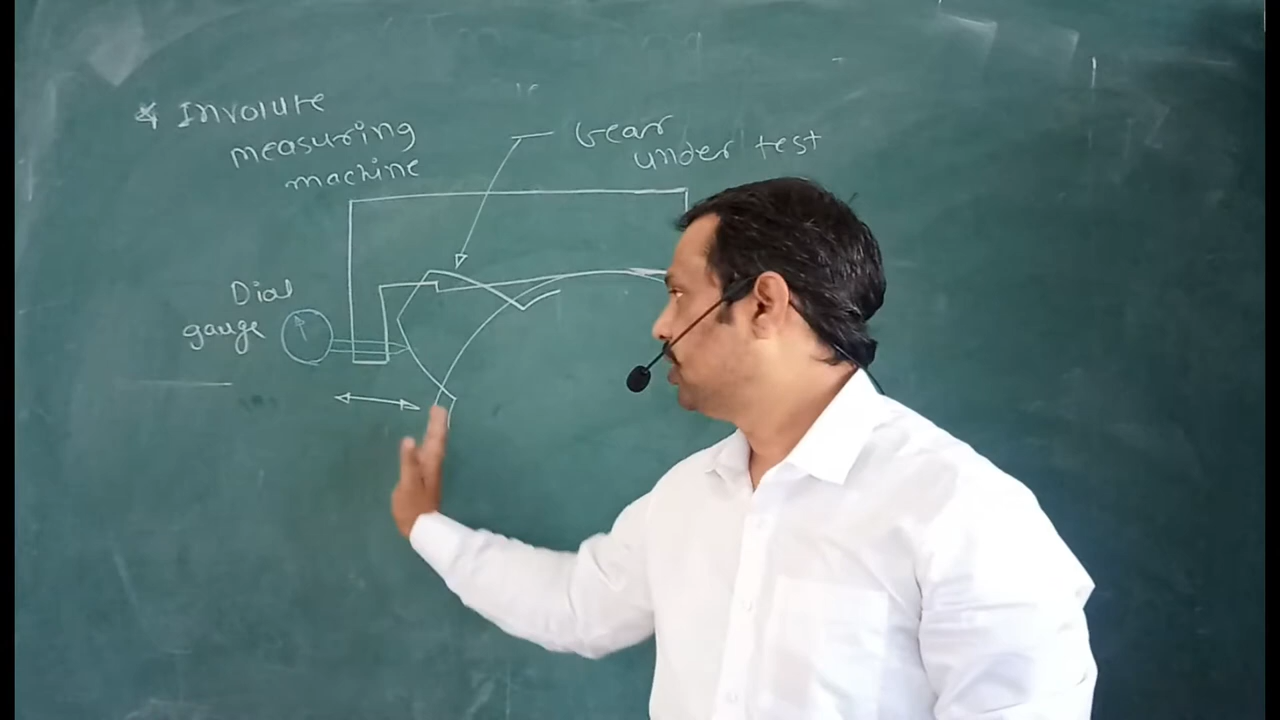 * Involute
measuring
machine
Gear
under test
Dial
gauge